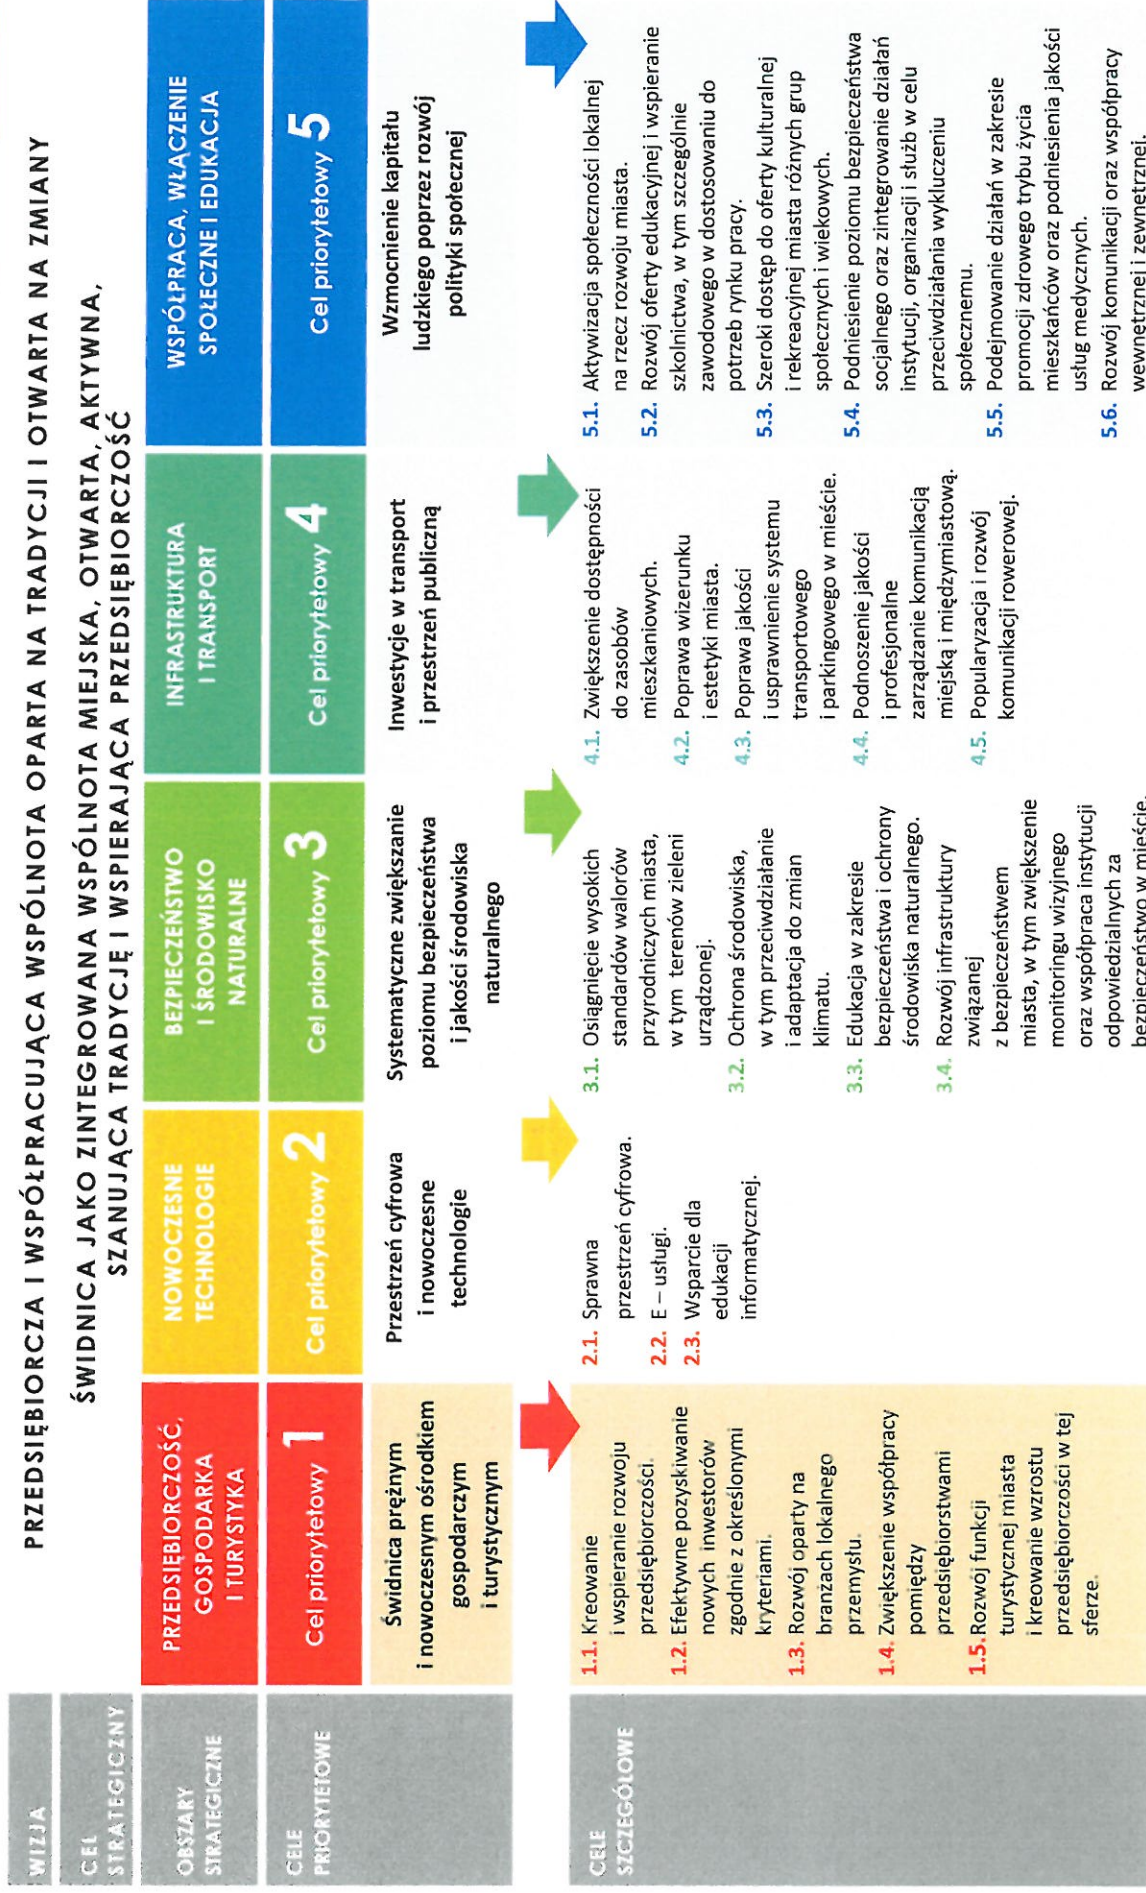 WIZJA
PRZEDSIĘBIORCZA I WSPÓŁPRACUJĄCA WSPÓLNOTA OPARTA NA TRADYCJI I OTWARTA NA ZMIANY
CEL
STRATEGICZNY
ŚWIDNICA JAKO ZINTEGROWANA WSPÓLNOTA MIEJSKA, OTWARTA, AKTYWNA,
SZANUJĄCA TRADYCJĘ I WSPIERAJĄCA PRZEDSIĘBIORCZOŚĆ
OBSZARY
STRATEGICZNE
PRZEDSIĘBIORCZOŚĆ,
GOSPODARKA
I TURYSTYKA
NOWOCZESNE
TECHNOLOGIE
BEZPIECZEŃSTWO
I ŚRODOWISKO
NATURALNE
INFRASTRUKTURA
I TRANSPORT
WSPÓŁPRACA, WŁĄCZENIE
SPOŁECZNE I EDUKACJA
CELE
PRIORYTETOWE
Cel priorytetowy 1
Cel priorytetowy 2
Cel priorytetowy 3
Cel priorytetowy 4
Cel priorytetowy 5
Świdnica prężnym
i nowoczesnym ośrodkiem
gospodarczym
i turystycznym
Przestrzeń cyfrowa
i nowoczesne
technologie
Systematyczne zwiększanie
poziomu bezpieczeństwa
i jakości środowiska
naturalnego
Inwestycje w transport
i przestrzeń publiczną
Wzmocnienie kapitału
ludzkiego poprzez rozwój
polityki społecznej
CELE
SZCZEGÓŁOWE
1.1. Kreowanie
i wspieranie rozwoju
przedsiębiorczości.
1.2. Efektywne pozyskiwanie
nowych inwestorów
zgodnie z określonymi
kryteriami.
1.3. Rozwój oparty na
branżach lokalnego
przemysłu.
1.4. Zwiększenie współpracy
pomiędzy
przedsiębiorstwami
1.5. Rozwój funkcji
turystycznej miasta
i kreowanie wzrostu
przedsiębiorczości w tej
sferze.
2.1. Sprawna
przestrzeń cyfrowa.
2.2. E – usługi.
2.3. Wsparcie dla
edukacji
informatycznej.
3.1. Osiągnięcie wysokich
standardów walorów
przyrodniczych miasta,
w tym terenów zieleni
urządzonej.
3.2. Ochrona środowiska,
w tym przeciwdziałanie
i adaptacja do zmian
klimatu.
3.3. Edukacja w zakresie
bezpieczeństwa i ochrony
środowiska naturalnego.
3.4. Rozwój infrastruktury
związanej
z bezpieczeństwem
miasta, w tym zwiększenie
monitoringu wizyjnego
oraz współpraca instytucji
odpowiedzialnych za
bezpieczeństwo w mieście.
4.1. Zwiększenie dostępności
do zasobów
mieszkaniowych.
4.2. Poprawa wizerunku
i estetyki miasta.
4.3. Poprawa jakości
i usprawnienie systemu
transportowego
i parkingowego w mieście.
4.4. Podnoszenie jakości
i profesjonalne
zarządzanie komunikacją
miejską i międzymiastową.
4.5. Popularyzacja i rozwój
komunikacji rowerowej.
5.1. Aktywizacja społeczności lokalnej
na rzecz rozwoju miasta.
5.2. Rozwój oferty edukacyjnej i wspieranie
szkolnictwa, w tym szczególnie
zawodowego w dostosowaniu do
potrzeb rynku pracy.
5.3. Szeroki dostęp do oferty kulturalnej
i rekreacyjnej miasta różnych grup
społecznych i wiekowych.
5.4. Podniesienie poziomu bezpieczeństwa
socjalnego oraz zintegrowanie działań
instytucji, organizacji i służb w celu
przeciwdziałania wykluczeniu
społecznemu.
5.5. Podejmowanie działań w zakresie
promocji zdrowego trybu życia
mieszkańców oraz podniesienia jakości
usług medycznych.
5.6. Rozwój komunikacji oraz współpracy
wewnętrznej i zewnętrznej.